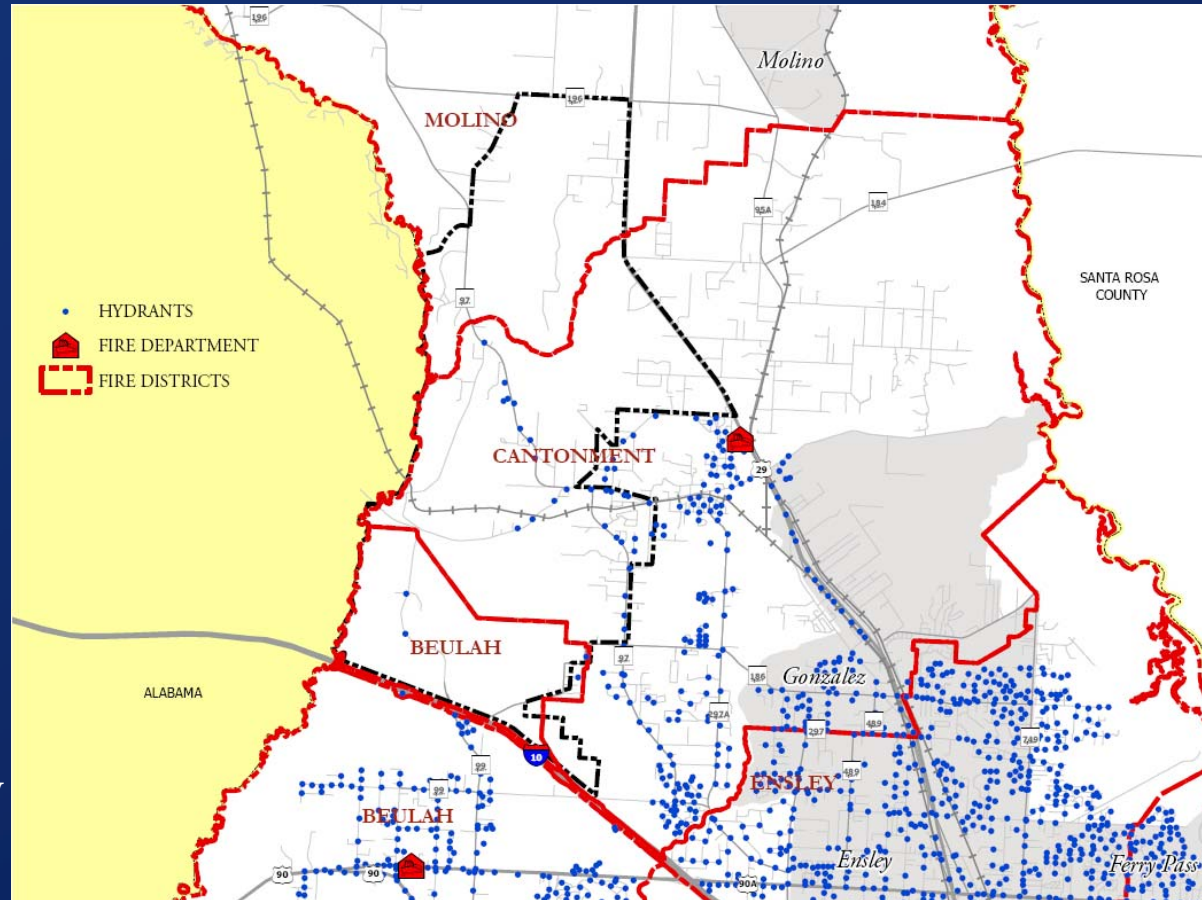 196
Molino
MOLINO
196
95A
184
SANTA ROSA
COUNTY
97
HYDRANTS
FIRE DEPARTMENT
FIRE DISTRICTS
CANTONMENT
29
BEULAH
97
186
Gonzalez
ALABAMA
297A
297
489
749
10
99
489
ENSLEY
99
BEULAH
Ensley
Ferry Pass
90
90
90A